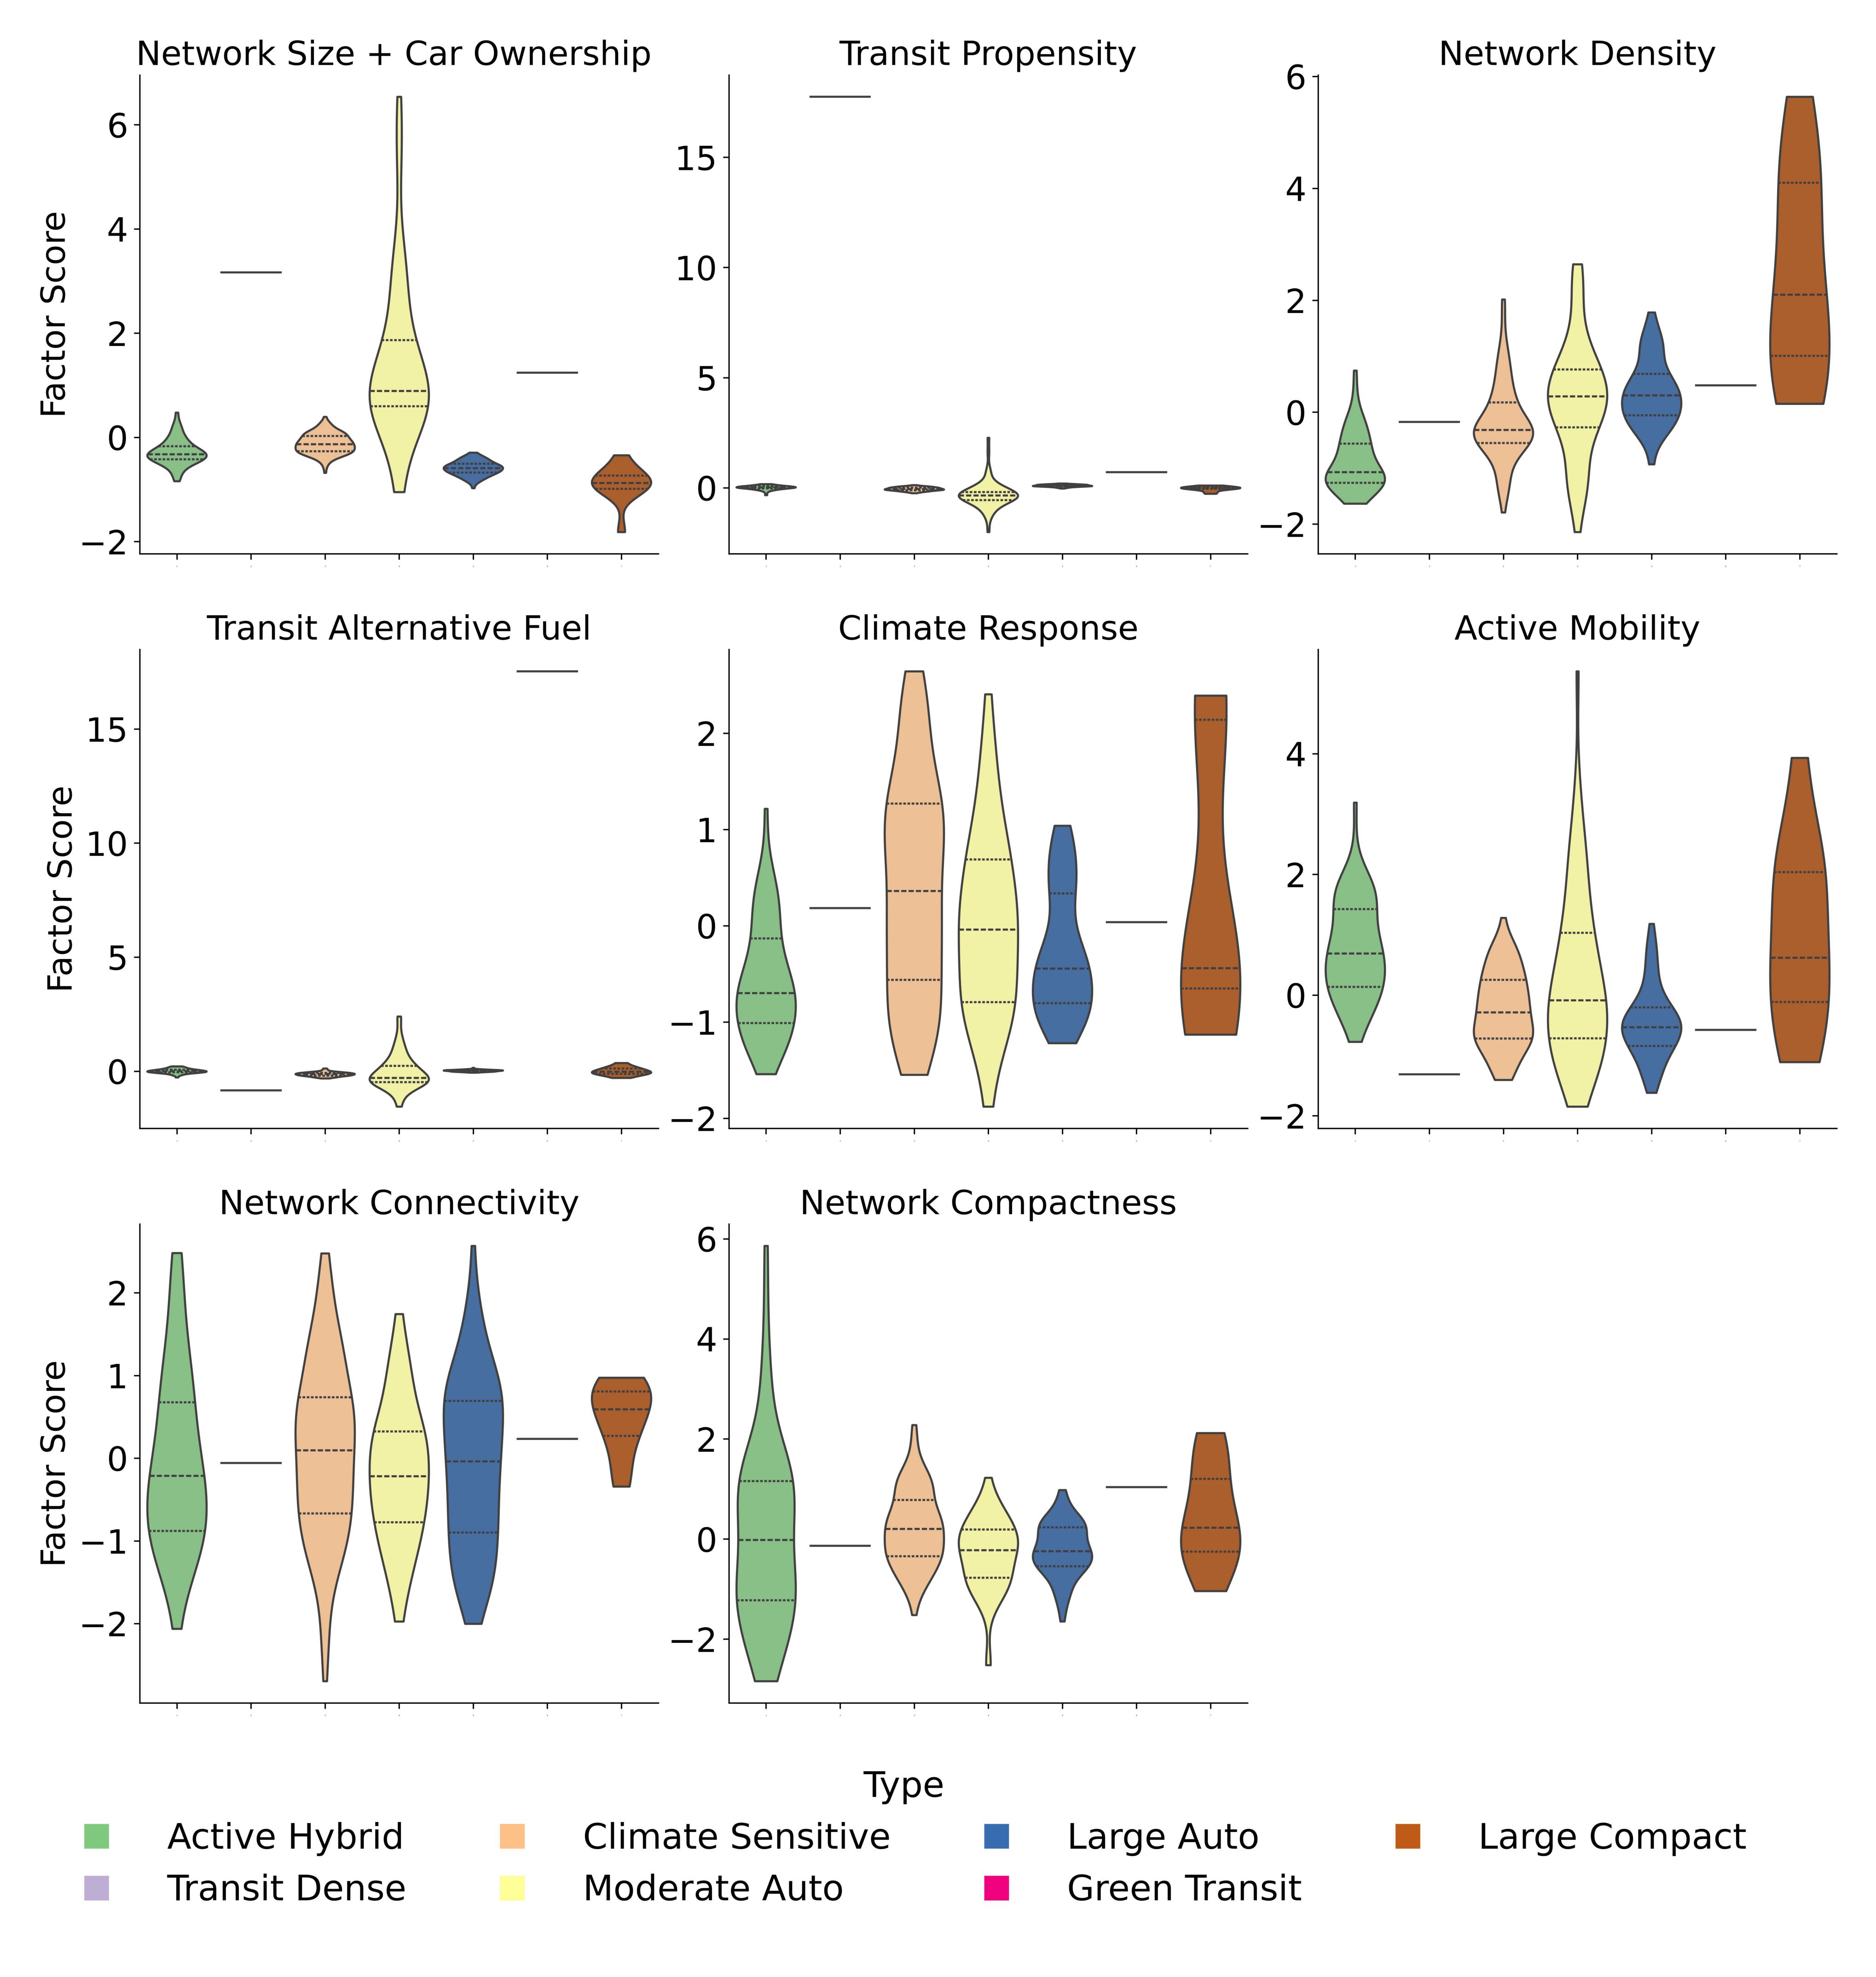 Network Size + Car Ownership
Transit Propensity
Network Density
Factor Score
6
4
2
0
−2
15
10
5
0
6
4
2
0
−2
Transit Alternative Fuel
Climate Response
Active Mobility
Factor Score
15
10
5
0
2
1
0
−1
−2
4
2
0
−2
Network Connectivity
Network Compactness
Factor Score
2
1
0
−1
−2
6
4
2
0
−2
Type
Active Hybrid
Climate Sensitive
Large Auto
Large Compact
Transit Dense
Moderate Auto
Green Transit